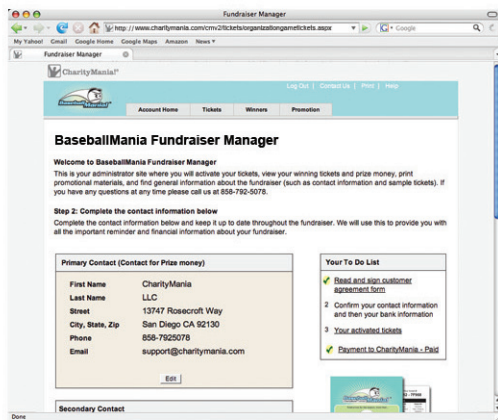 Fundraiser Manager
http://www.charitymania.com/cmv2/tickets/organizationgametickets.aspx
Google
My Yahoo! Gmail Google Home Google Maps Amazon News
Fundraiser Manager
CharityMania!
Log Out | Contact Us | Print | Help
BaseballMania!
Account Home Tickets Winners Promotion
BaseballMania Fundraiser Manager
Welcome to BaseballMania Fundraiser Manager
This is your administrator site where you will activate your tickets, view your winning tickets and prize money, print
promotional materials, and find general information about the fundraiser (such as contact information and sample tickets). If
you have any questions at any time please call us at 858-792-5078.
Step 2: Complete the contact information below
Complete the contact information below and keep it up to date throughout the fundraiser. We will use this to provide you with
all the important reminder and financial information about your fundraiser.
Primary Contact (Contact for Prize money)
First Name CharityMania
Last Name LLC
Street 13747 Rosecroft Way
City, State, Zip San Diego CA 92130
Phone 858-7925078
Email support@charitymania.com
Edit
Your To Do List
Read and sign customer
agreement form
2 Confirm your contact information
and then your bank information
3 Your activated tickets
Payment to CharityMania - Paid
Secondary Contact
Done